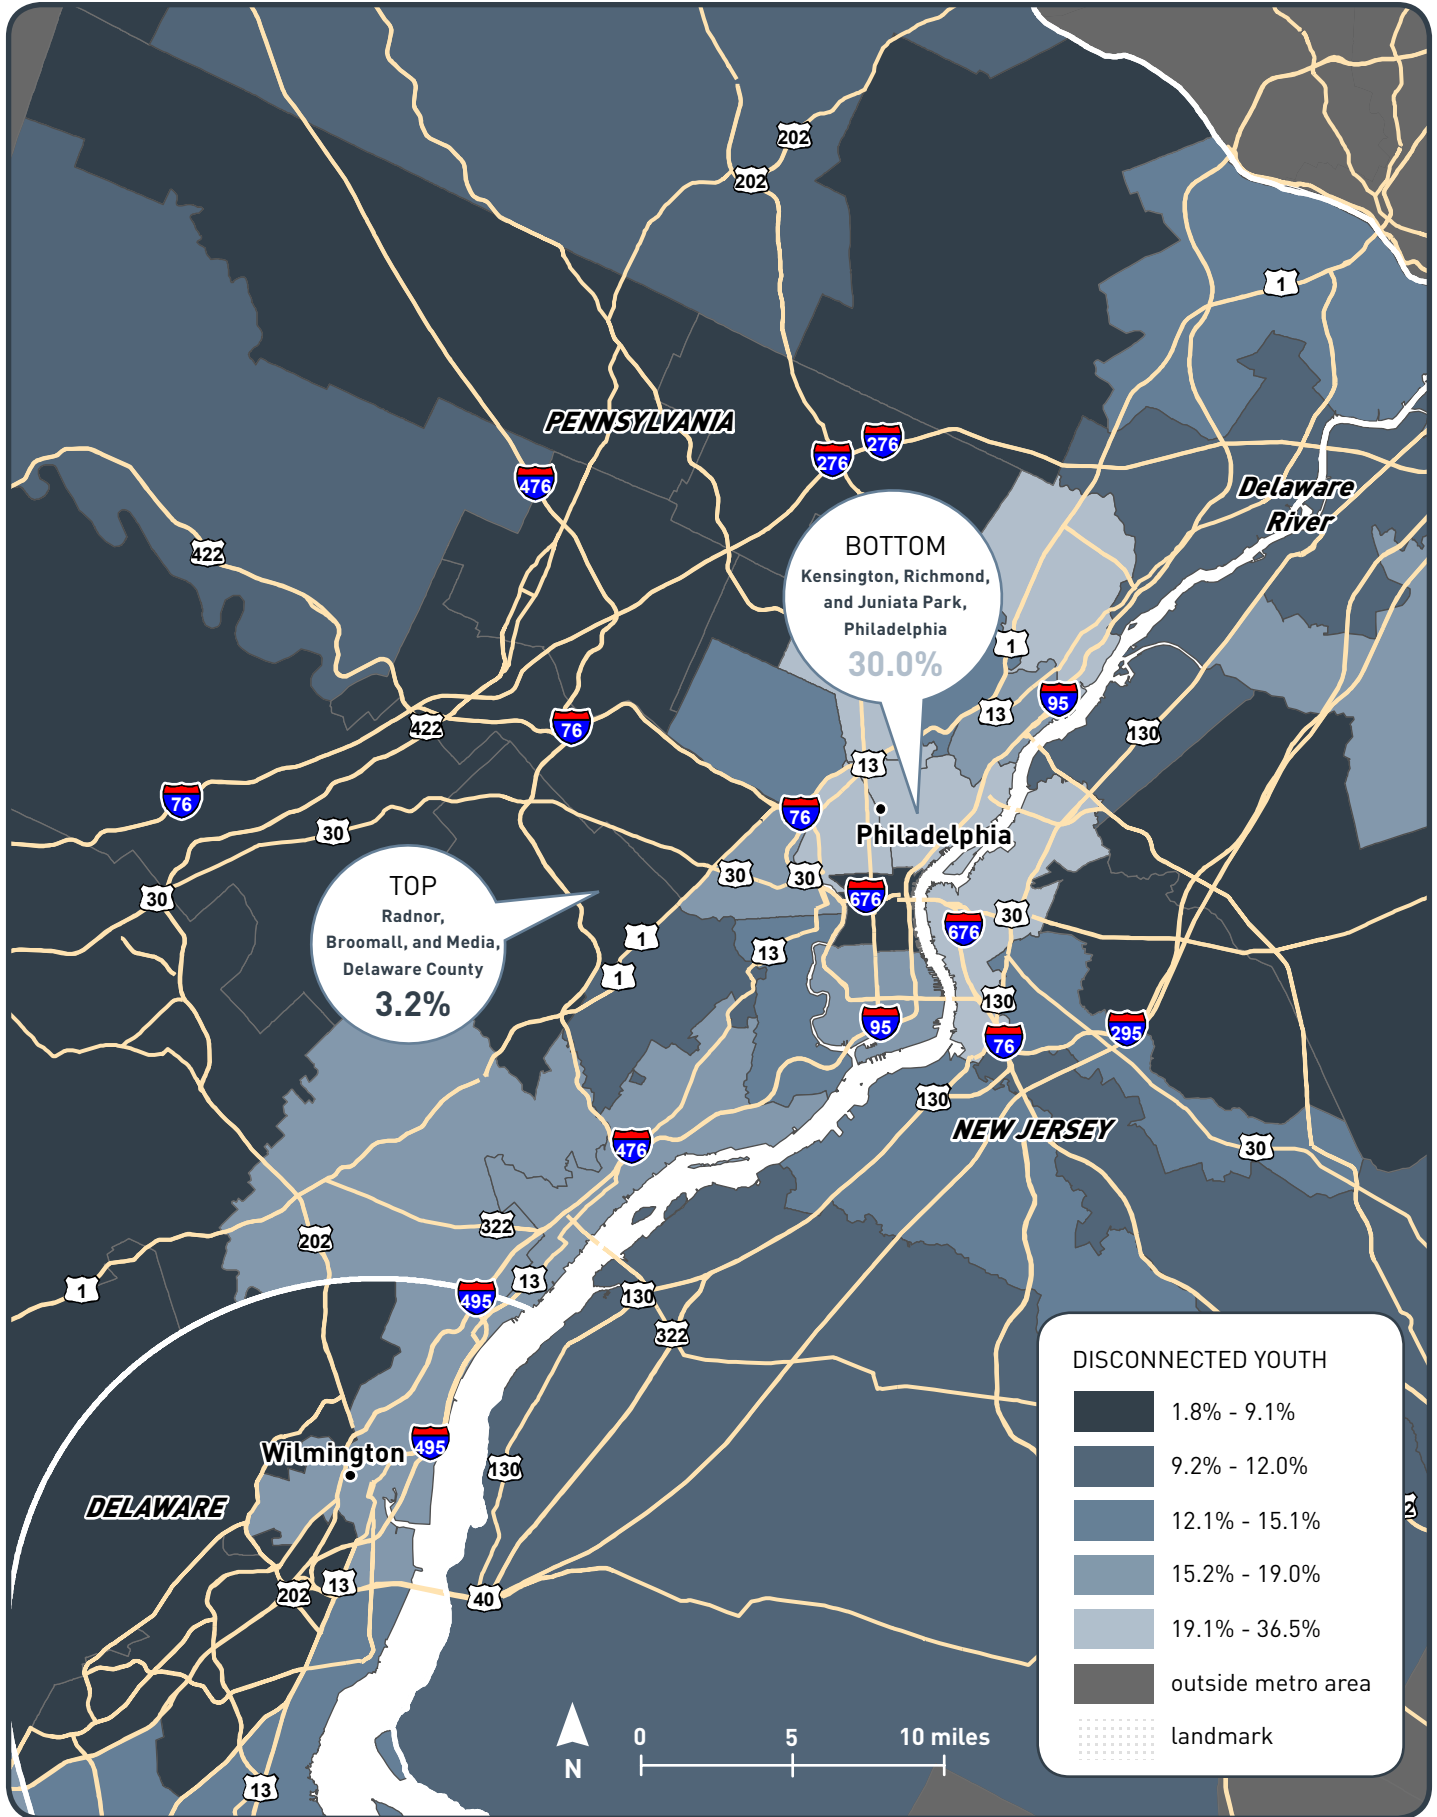 202
202
1
PENNSYLVANIA
276
276
476
Delaware
River
422
BOTTOM
Kensington, Richmond,
and Juniata Park,
Philadelphia
30.0%
1
95
13
422
76
130
13
76
76
30
Philadelphia
30
30
30
676
TOP
Radnor,
Broomall, and Media,
Delaware County
3.2%
30
676
1
13
1
130
95
295
76
130
NEW JERSEY
476
30
322
202
1
13
495
130
322
DISCONNECTED YOUTH
1.8% - 9.1%
9.2% - 12.0%
12.1% - 15.1%
15.2% - 19.0%
19.1% - 36.5%
outside metro area
landmark
Wilmington
495
130
DELAWARE
2
202
13
40
0 5 10 miles
N
13